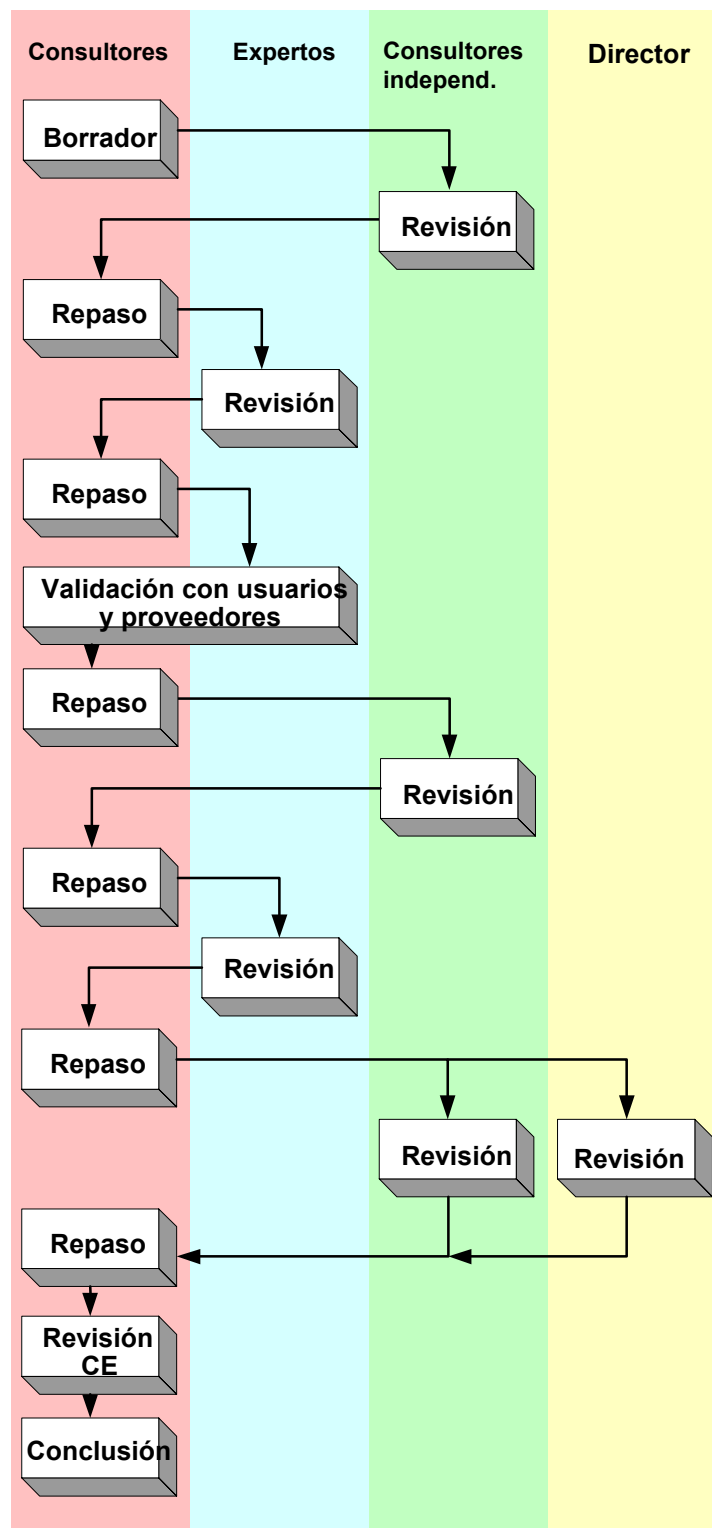 Consultores
Expertos
Consultores
independ.
Director
Borrador
Revisión
Repaso
Revisión
Repaso
Validación con usuarios
y proveedores
Repaso
Revisión
Repaso
Revisión
Repaso
Revisión
Revisión
Repaso
Revisión
CE
Conclusión